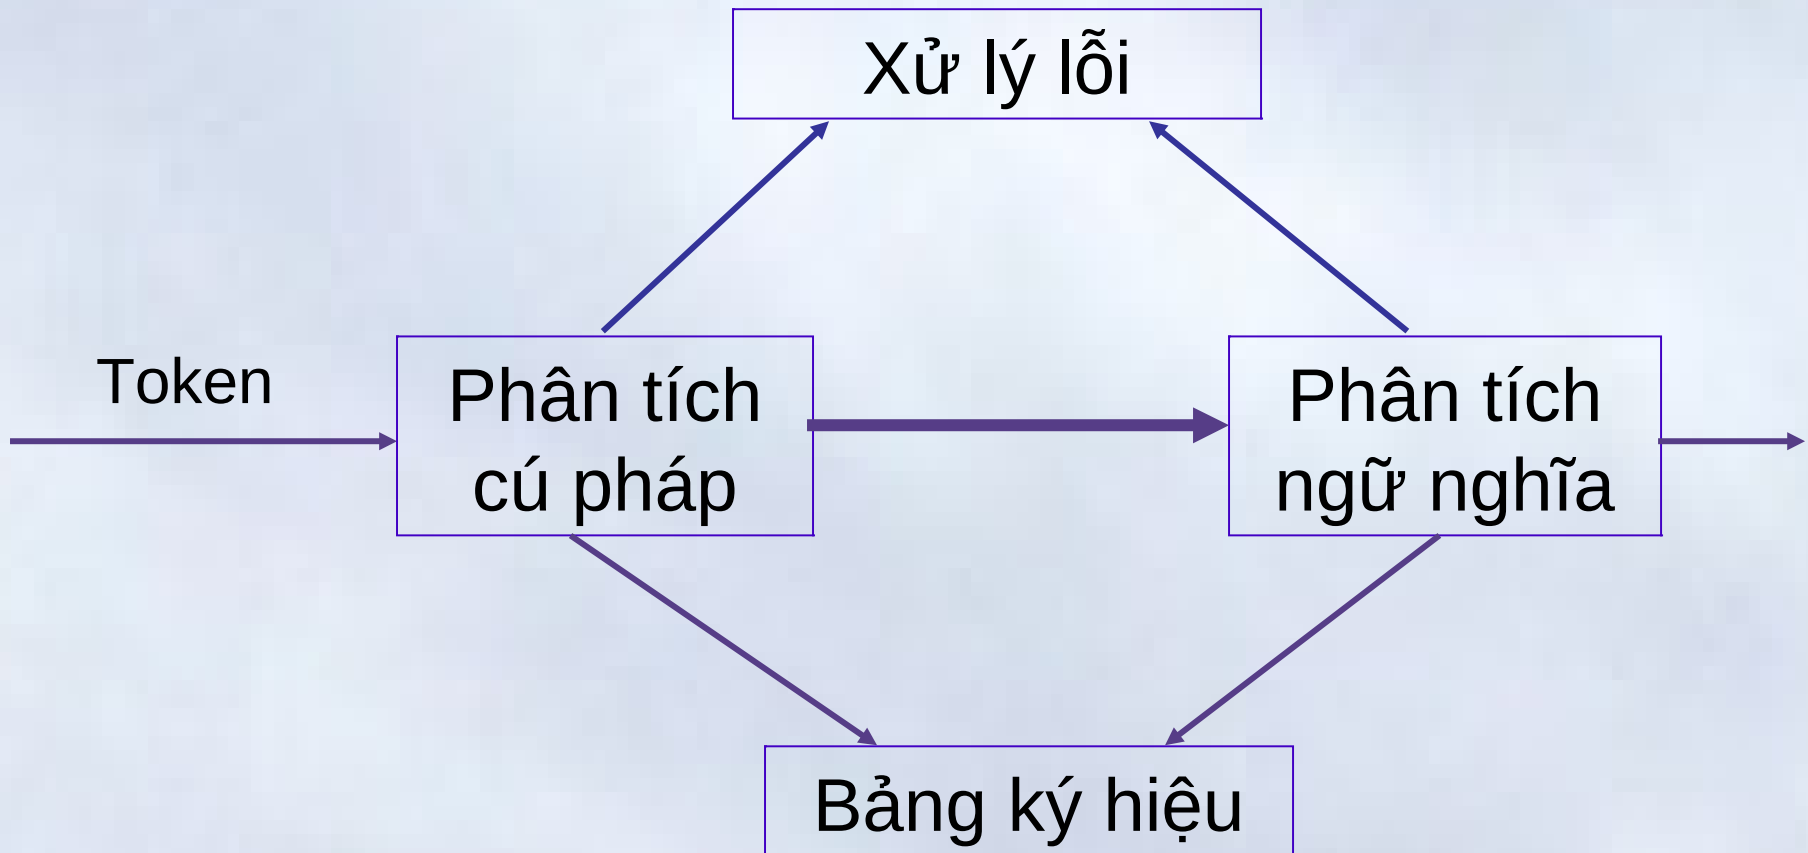 Xử lý lỗi
Token
Phân tích
cú pháp
Phân tích
ngữ nghĩa
Bảng ký hiệu